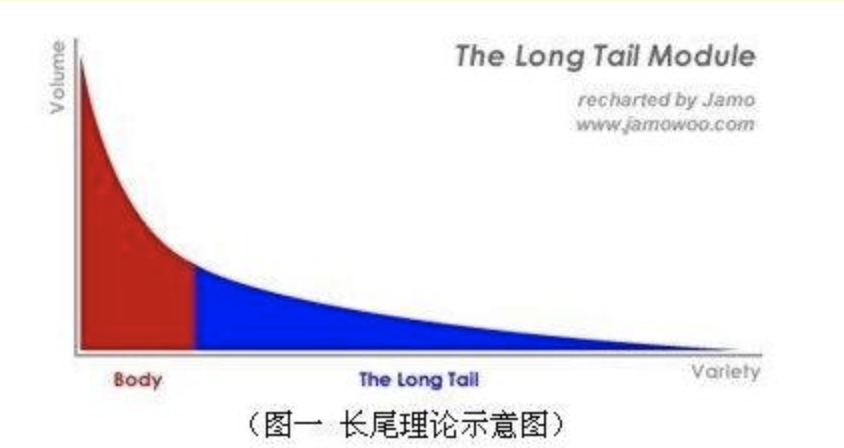 Volume
The Long Tail Module
recharted by Jamo
www.jamowoo.com
Body
The Long Tail
Variety
（图一 长尾理论示意图）